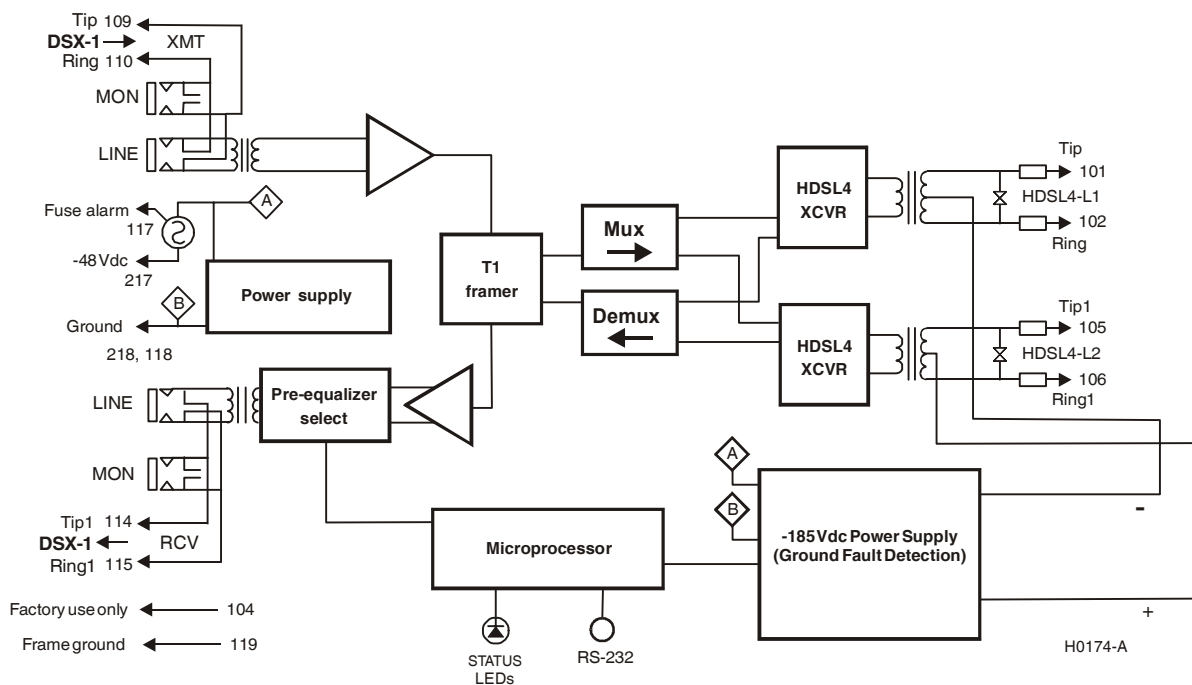 Tip 109
DSX-1 XMT
Ring 110
MON
LINE
A
Fuse alarm
117
-48 Vdc
217
B
Power supply
Ground
218, 118
LINE
Pre-equalizer
select
MON
Tip1 114
DSX-1 RCV
Ring1 115
Factory use only 104
Frame ground 119
T1
framer
Mux
Demux
HDSL4
XCVR
HDSL4
XCVR
Tip
101
HDSL4-L1
102
Ring
Tip1
105
HDSL4-L2
106
Ring1
Microprocessor
STATUS
LEDs
RS-232
A
B
-185 Vdc Power Supply
(Ground Fault Detection)
-
+
H0174-A